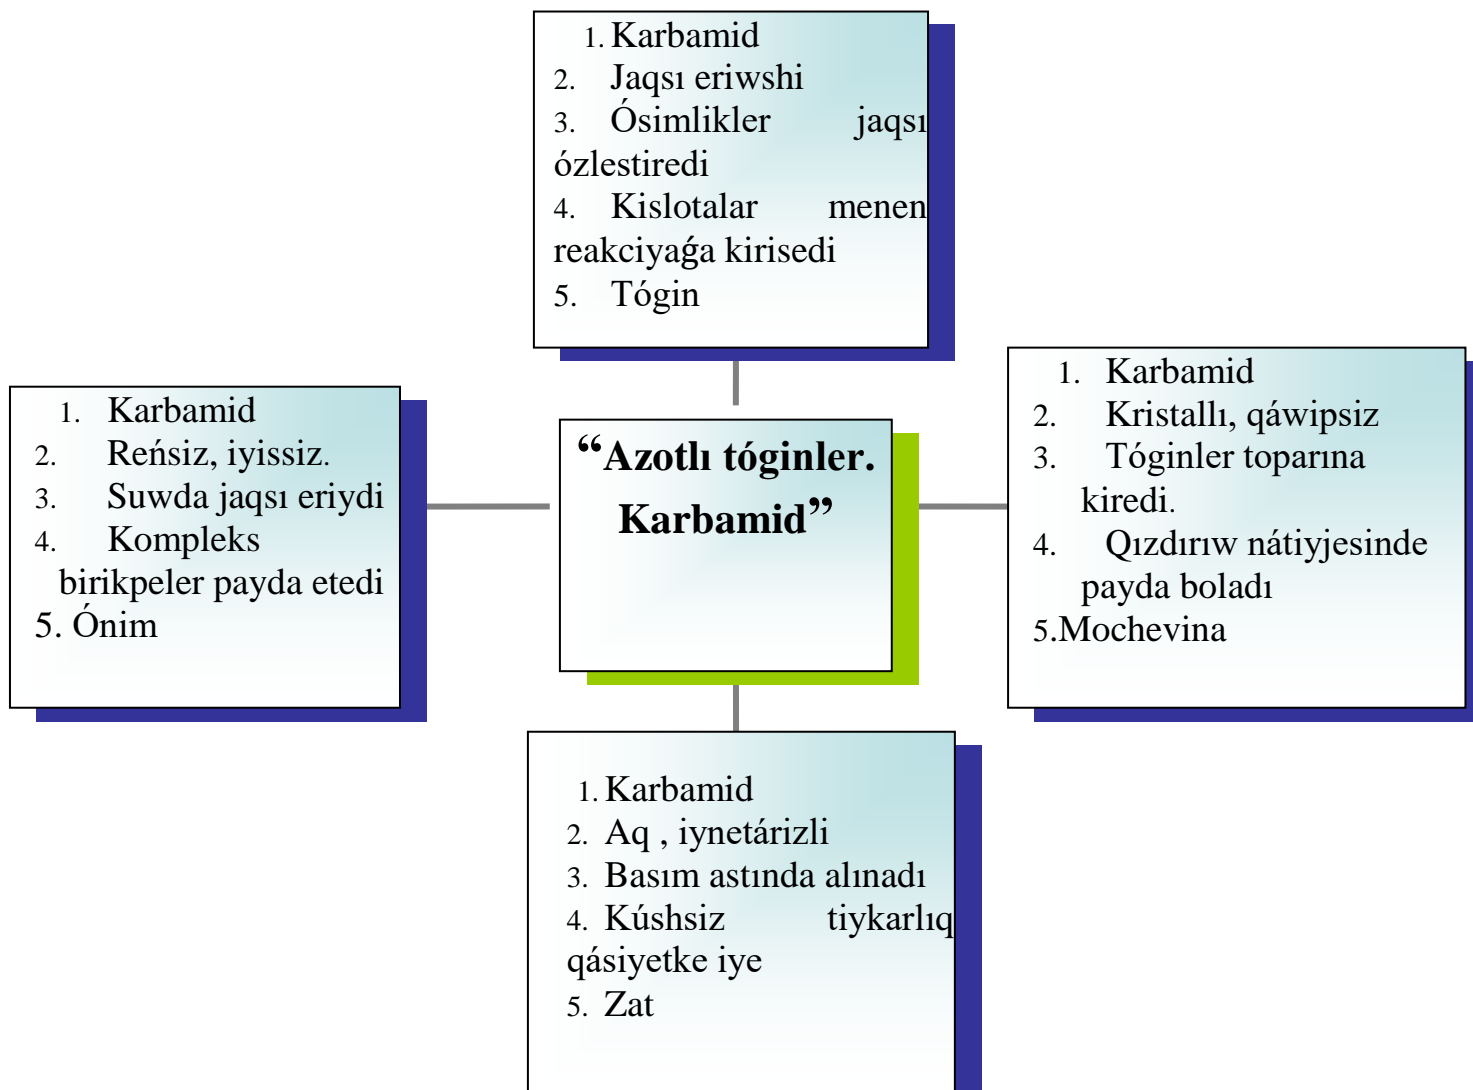 1. Karbamid
2. Jaqsı eriwshi
3. Ósimlikler jaqsı
ózlestiredi
4. Kislotalar menen
reakciyaǵa kirisedi
5. Tógin
1. Karbamid
2. Reńsiz, iyissiz.
3. Suwda jaqsı eriydi
4. Kompleks
birikpeler payda etedi
5. Ónim
“Azotlı tóginler.
Karbamid”
1. Karbamid
2. Kristallı, qáwipsiz
3. Tóginler toparına
kiredi.
4. Qızdırıw nátiyjesinde
payda boladı
5.Mochevina
1. Karbamid
2. Aq , iynetárizli
3. Basım astında alınadı
4. Kúshsiz tiykarlıq
qásiyetke iye
5. Zat